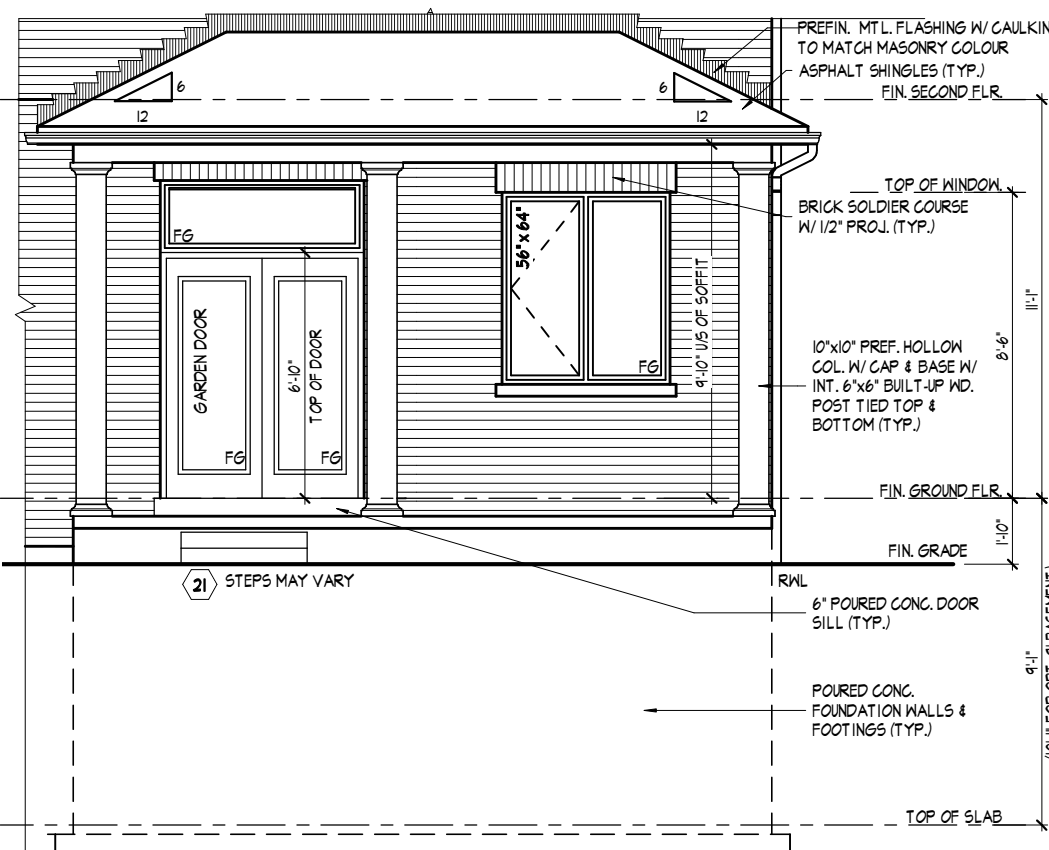 PREFIN. MTL. FLASHING W/ CAULKIN
TO MATCH MASONRY COLOUR
ASPHALT SHINGLES (TYP.)
FIN. SECOND FLR.
6
12
6
12
TOP OF WINDOW
BRICK SOLDIER COURSE
W/ 1/2" PROJ. (TYP.)
FG
56"x64"
FG
GARDEN DOOR
6'-10"
TOP OF DOOR
FG
FG
9'-10" U/S OF SOFFIT
10"x10" PREF. HOLLOW
COL. W/ CAP & BASE W/
INT. 6"x6" BUILT-UP WD.
POST TIED TOP &
BOTTOM (TYP.)
8'-6"
11'-1"
FIN. GROUND FLR.
1'-10"
FIN. GRADE
21 STEPS MAY VARY
RWL
6" POURED CONC. DOOR
SILL (TYP.)
9'-1"
POURED CONC.
FOUNDATION WALLS &
FOOTINGS (TYP.)
TOP OF SLAB